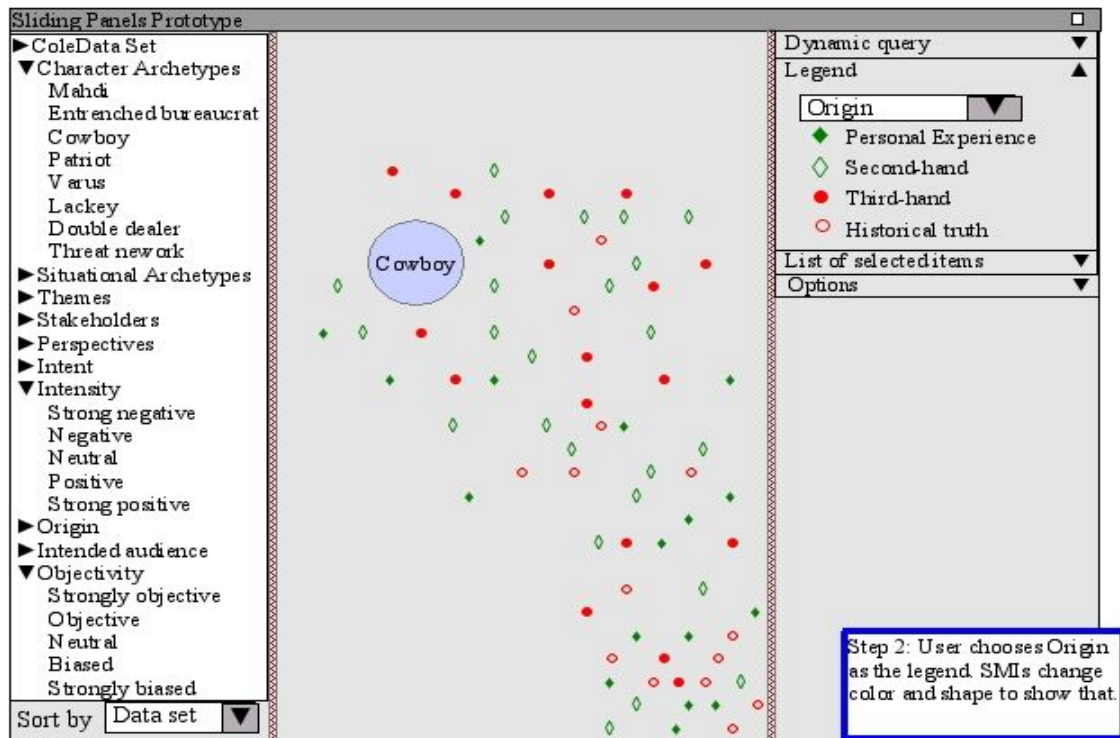 Sliding Panels Prototype
ColeData Set
Character Archetypes
Mahdi
Entrenched bureaucrat
Cowboy
Patriot
Varus
Lackey
Double dealer
Threat nework
Situational Archetypes
Themes
Stakeholders
Perspectives
Intent
Intensity
Strong negative
Negative
Neutral
Positive
Strong positive
Origin
Intended audience
Objectivity
Strongly objective
Objective
Neutral
Biased
Strongly biased
Sort by Data set
Cowboy
Dynamic query
Legend
Origin
Personal Experience
Second-hand
Third-hand
Historical truth
List of selected items
Options
Step 2: User chooses Origin
as the legend. SMIs change
color and shape to show that.